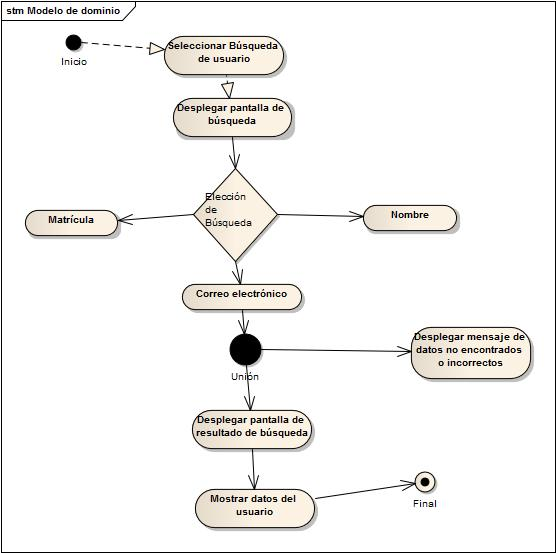 stm Modelo de dominio
Inicio
Seleccionar Búsqueda
de usuario
Desplegar pantalla de
búsqueda
Elección
de
Búsqueda
Matrícula
Nombre
Correo electrónico
Unión
Desplegar mensaje de
datos no encontrados
o incorrectos
Desplegar pantalla de
resultado de búsqueda
Mostrar datos del
usuario
Final